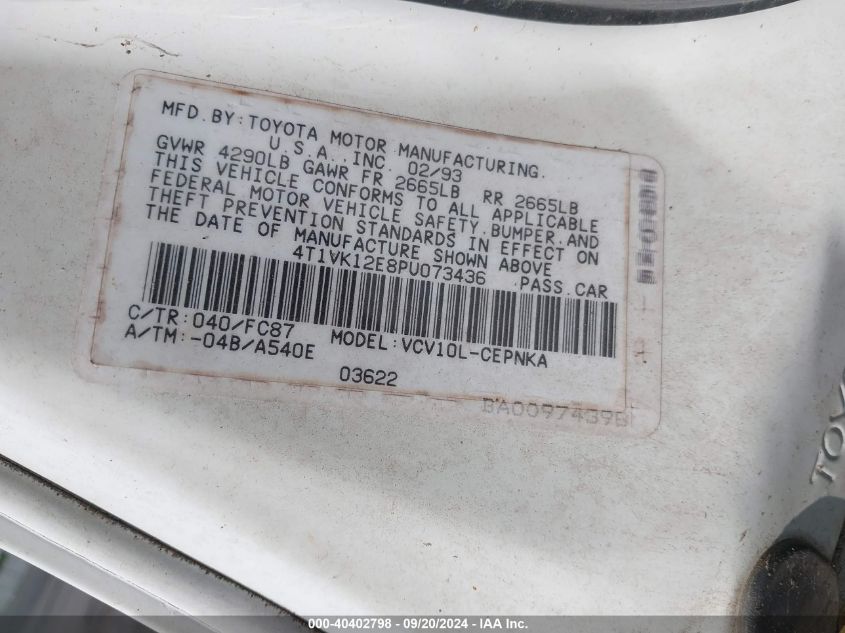 MFD.BY:TOYOTA MOTOR MANUFACTURING.
U.S.A.,INC. 02/93
GVWR 4290LB GAWR FR 2665LB RR 2665LB
THIS VEHICLE CONFORMS TO ALL APPLICABLE
FEDERAL MOTOR VEHICLE SAFETY,BUMPER,AND
THEFT PREVENTION STANDARDS IN EFFECT ON
THE DATE OF MANUFACTURE SHOWN ABOVE
4T1VK12E8PU073436 PASS.CAR
C/TR:040/FC87 MODEL:VCV10L-CEPNKA
A/TM:-04B/A540E
03622
BA0097439B
TOYO
000-40402798 - 09/20/2024 - IAA Inc.